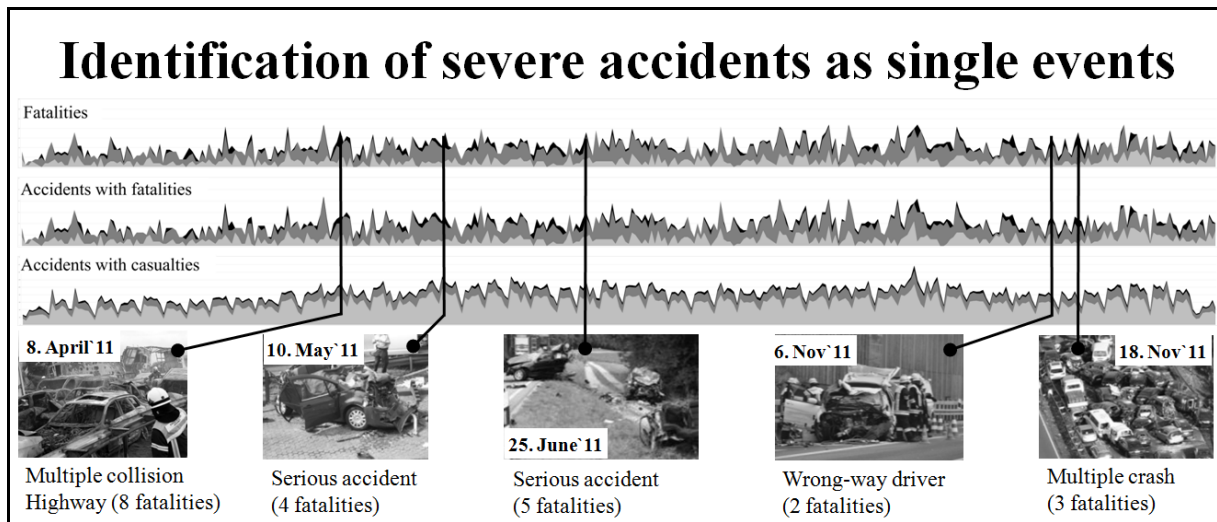 Identification of severe accidents as single events
Fatalities
Accidents with fatalities
Accidents with casualties
8. April`11
10. May`11
25. June`11
6. Nov`11
18. Nov`11
Multiple collision
Highway (8 fatalities)
Serious accident
(4 fatalities)
Serious accident
(5 fatalities)
Wrong-way driver
(2 fatalities)
Multiple crash
(3 fatalities)